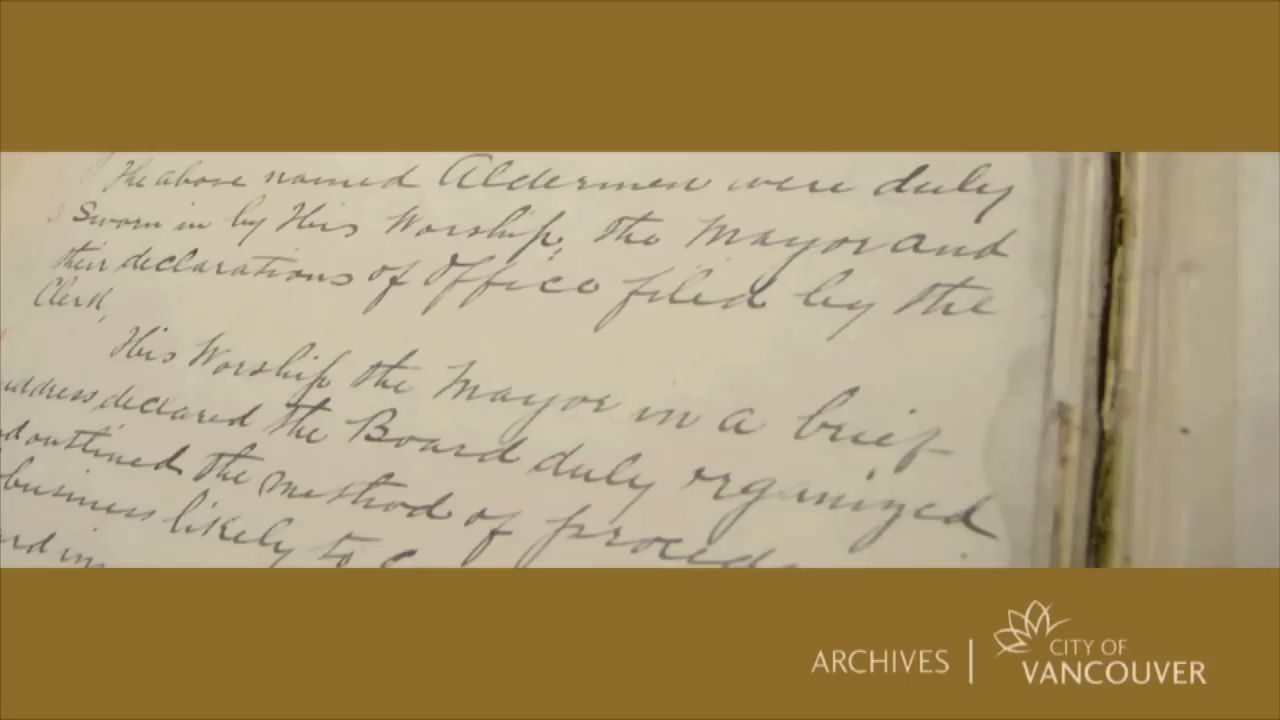 The above named Aldermen were duly
Sworn in by His Worship, the Mayor and
their declarations of Office filed by the
Clerk,
His Worship the Mayor in a brief
address declared the Board duly organized
outlined the method of
business likely to
ARCHIVES
CITY OF
VANCOUVER